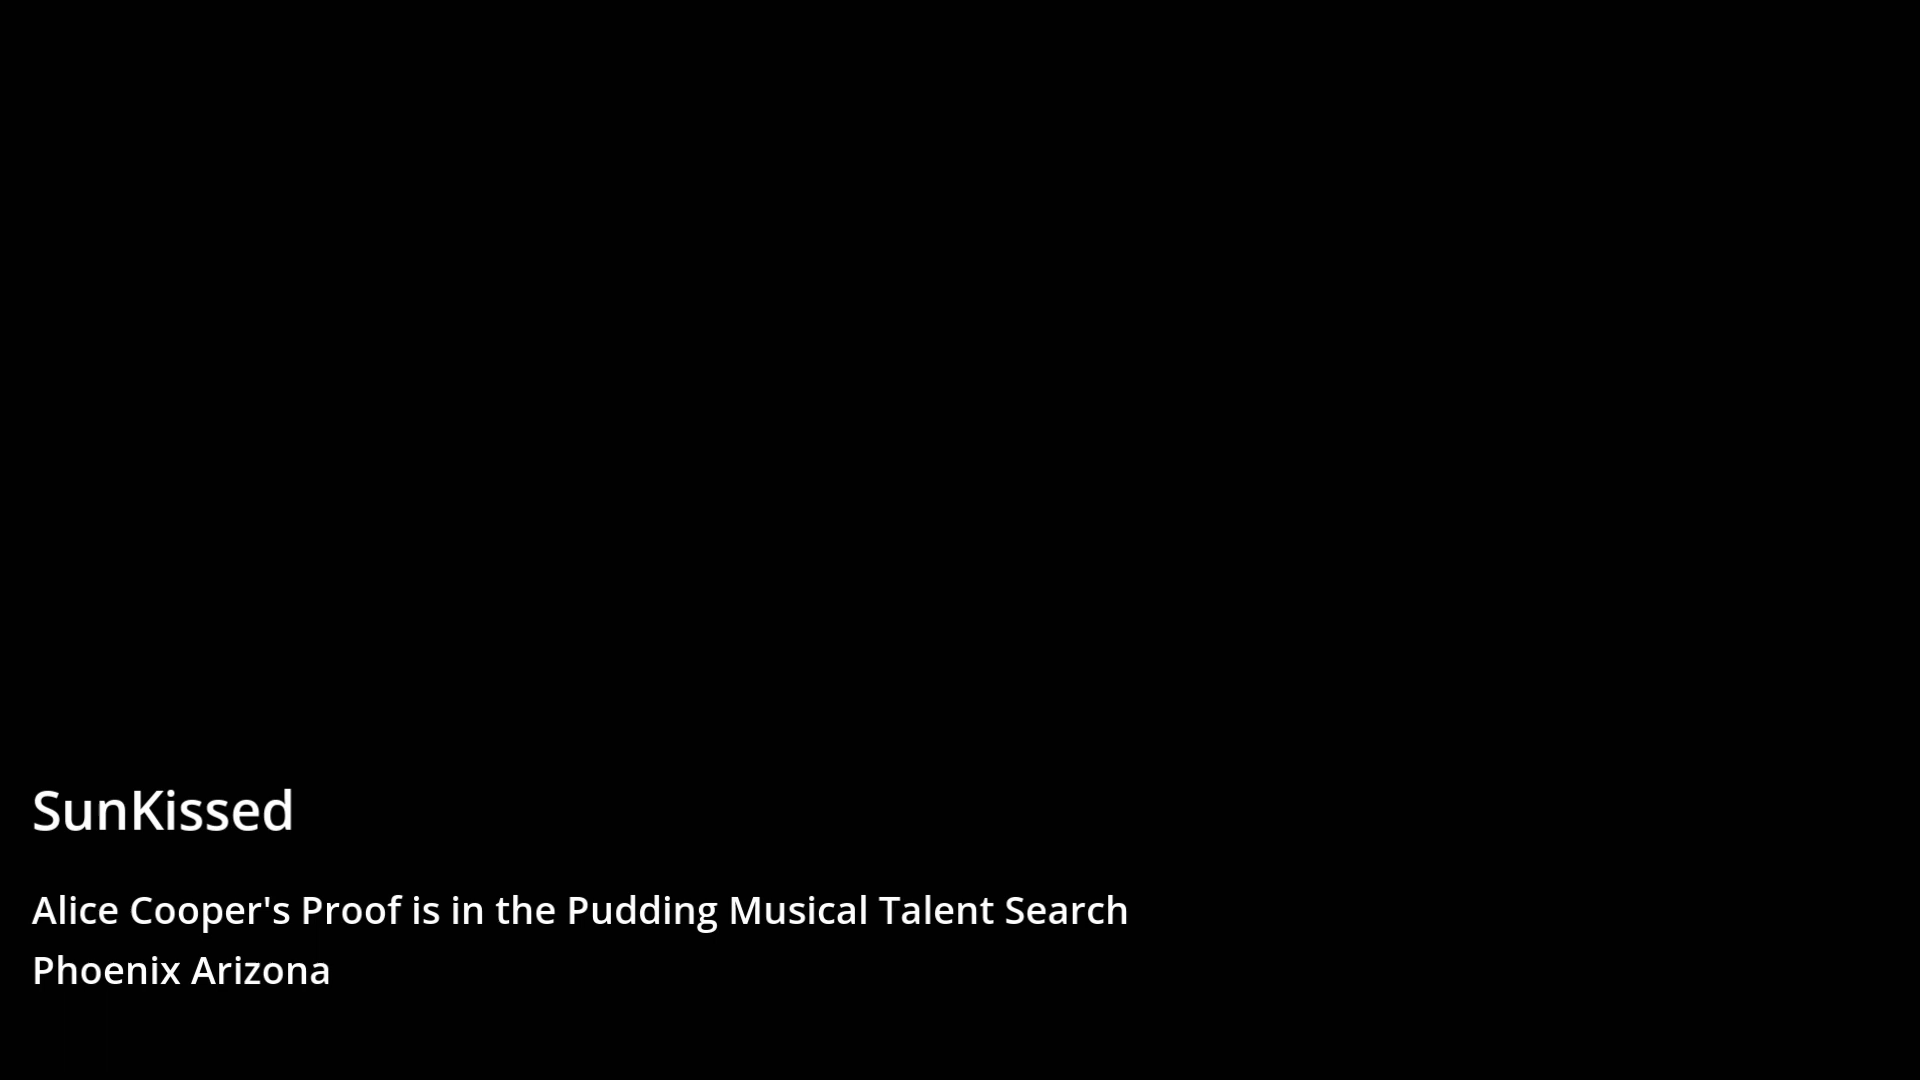 SunKissed
Alice Cooper's Proof is in the Pudding Musical Talent Search
Phoenix Arizona